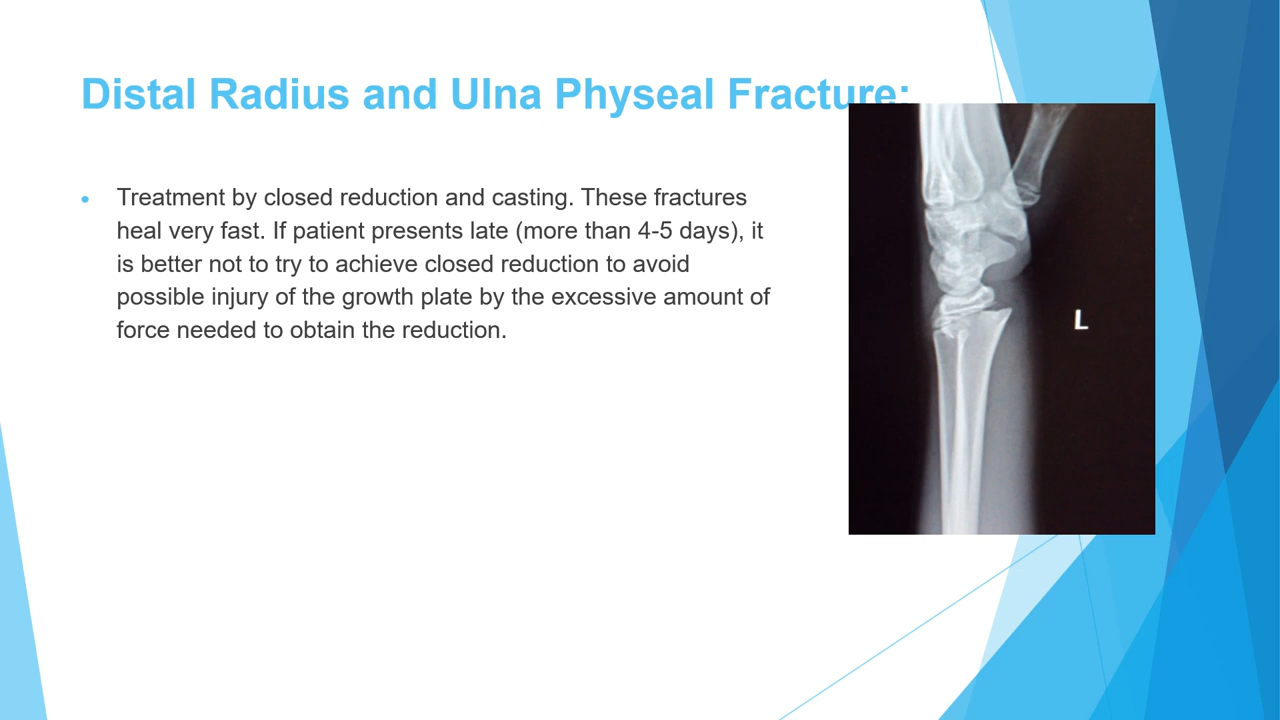 Distal Radius and Ulna Physeal Fracture:
Treatment by closed reduction and casting. These fractures
heal very fast. If patient presents late (more than 4-5 days), it
is better not to try to achieve closed reduction to avoid
possible injury of the growth plate by the excessive amount of
force needed to obtain the reduction.
L